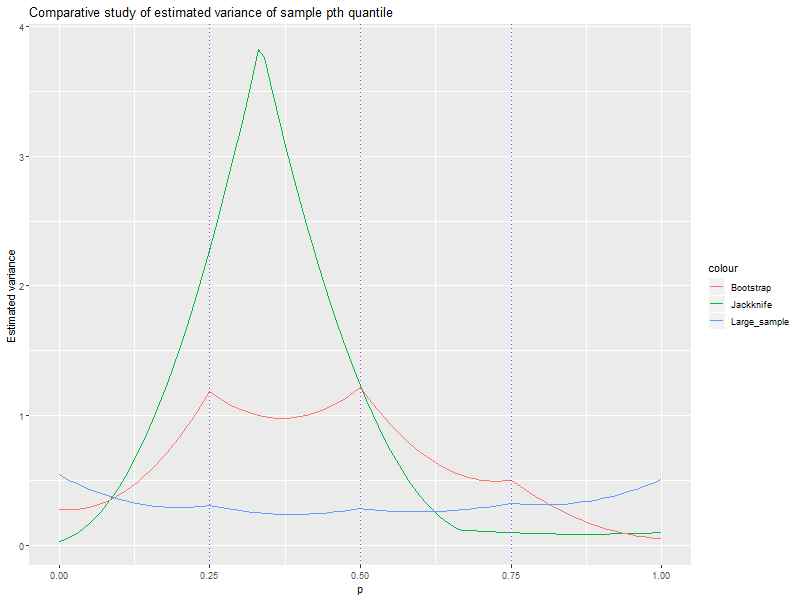 Comparative study of estimated variance of sample pth quantile
4
3
2
1
0
Estimated variance
0.00
0.25
0.50
0.75
1.00
p
colour
Bootstrap
Jackknife
Large_sample